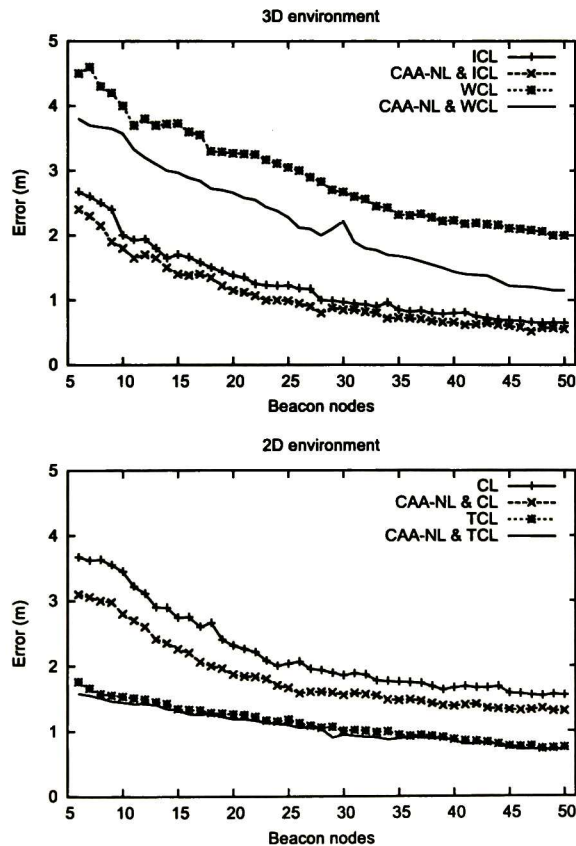 3D environment
5
4
3
2
1
0
Error (m)
ICL
CAA-NL & ICL
WCL
CAA-NL & WCL
5 10 15 20 25 30 35 40 45 50
Beacon nodes
2D environment
5
4
3
2
1
0
Error (m)
CL
CAA-NL & CL
TCL
CAA-NL & TCL
5 10 15 20 25 30 35 40 45 50
Beacon nodes